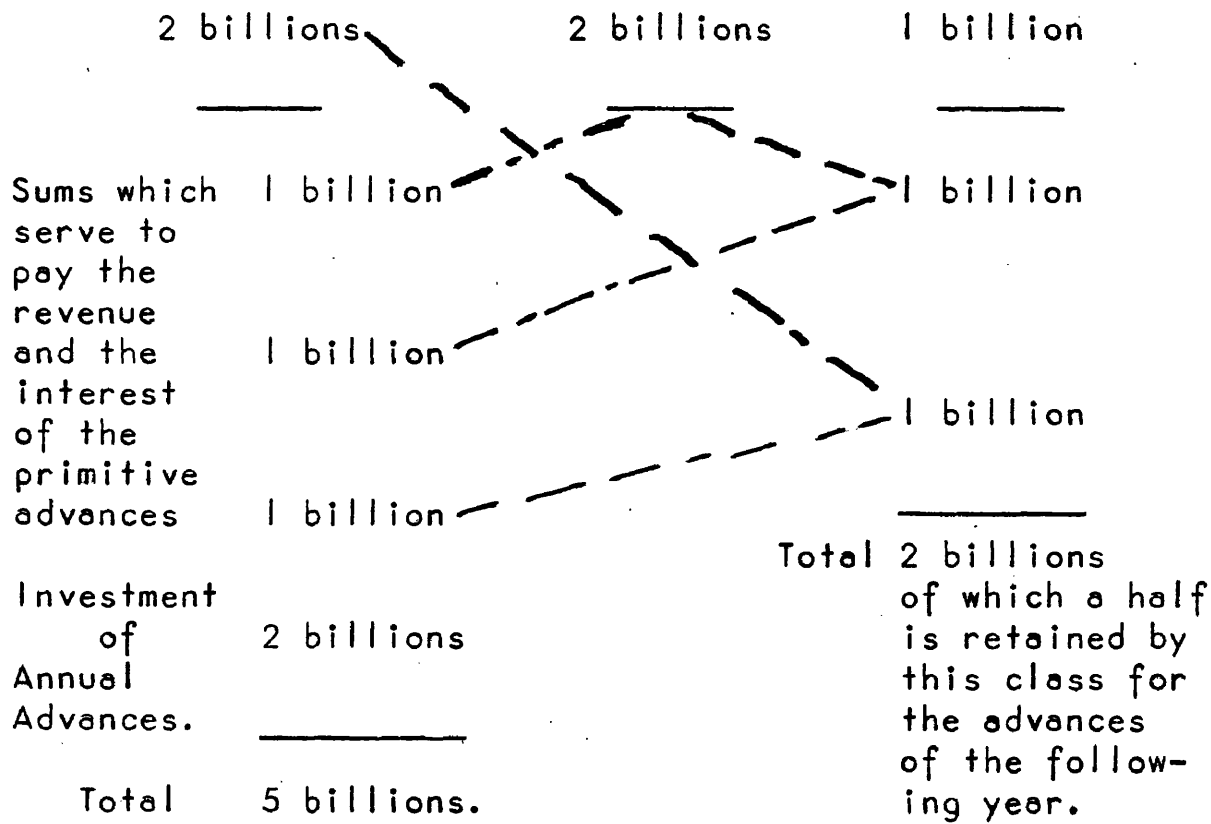 2 billions 2 billions 1 billion
Sums which 1 billion 1 billion
serve to
pay the
revenue
and the 1 billion
interest
of the 1 billion
primitive
advances 1 billion
Total 2 billions
Investment of which a half
of 2 billions is retained by
Annual this class for
Advances. the advances
of the follow-
Total 5 billions. ing year.